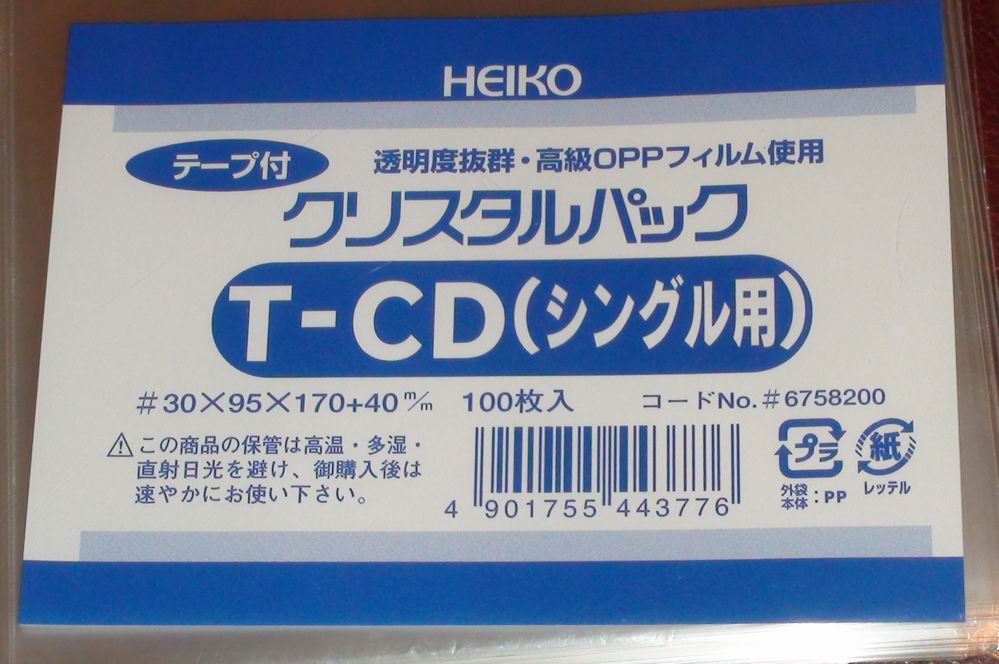 HEIKO
テープ付
透明度抜群・高級OPPフィルム使用
クリスタルパック
T-CD(シングル用)
#30×95×170+40m/m 100枚入 コードNo.#6758200
⚠この商品の保管は高温・多湿・
直射日光を避け、御購入後は
速やかにお使い下さい。
4 901755 443776
プラ
外袋
本体:PP
紙
レッテル